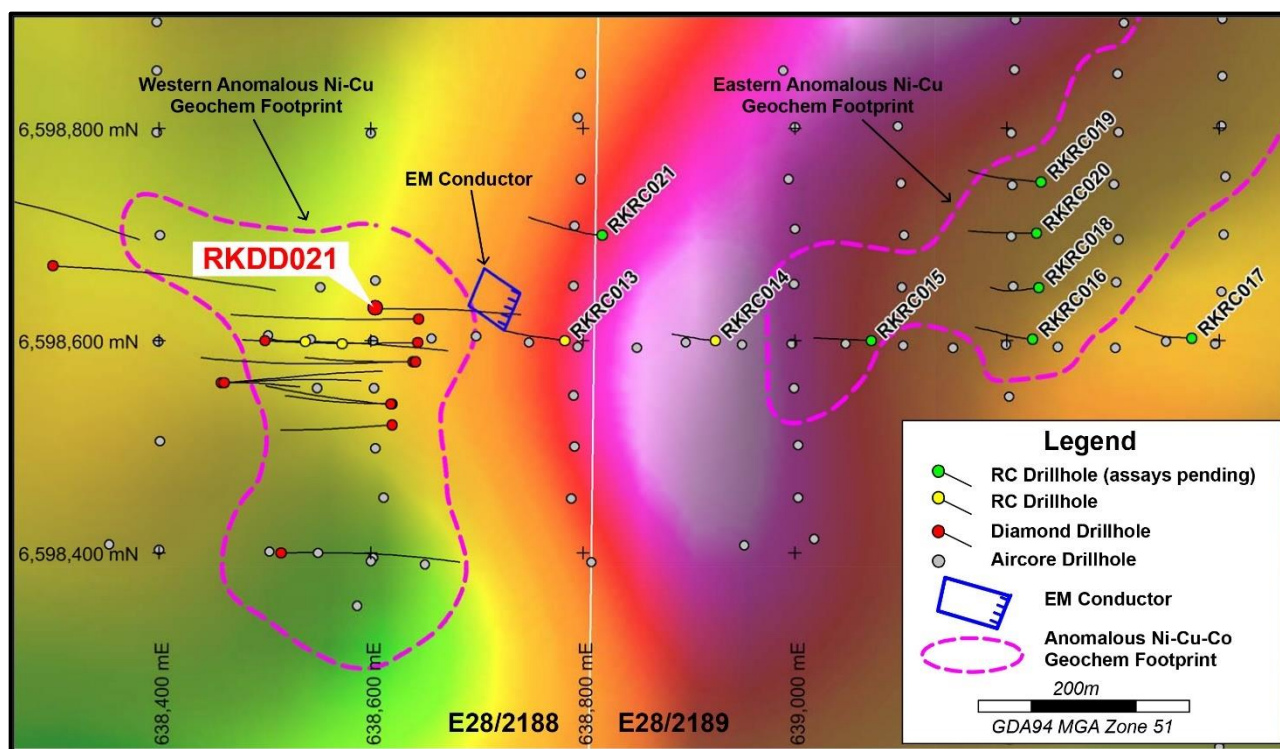 Western Anomalous Ni-Cu
Geochem Footprint
Eastern Anomalous Ni-Cu
Geochem Footprint
6,598,800 mN
EM Conductor
RKRC019
RKRC021
RKRC020
RKDD021
RKRC018
RKRC013
RKRC014
RKRC015
RKRC016
RKRC017
6,598,600 mN
6,598,400 mN
638,400 mE
638,600 mE
638,800 mE
639,000 mE
E28/2188
E28/2189
Legend
RC Drillhole (assays pending)
RC Drillhole
Diamond Drillhole
Aircore Drillhole
EM Conductor
Anomalous Ni-Cu-Co
Geochem Footprint
200m
GDA94 MGA Zone 51